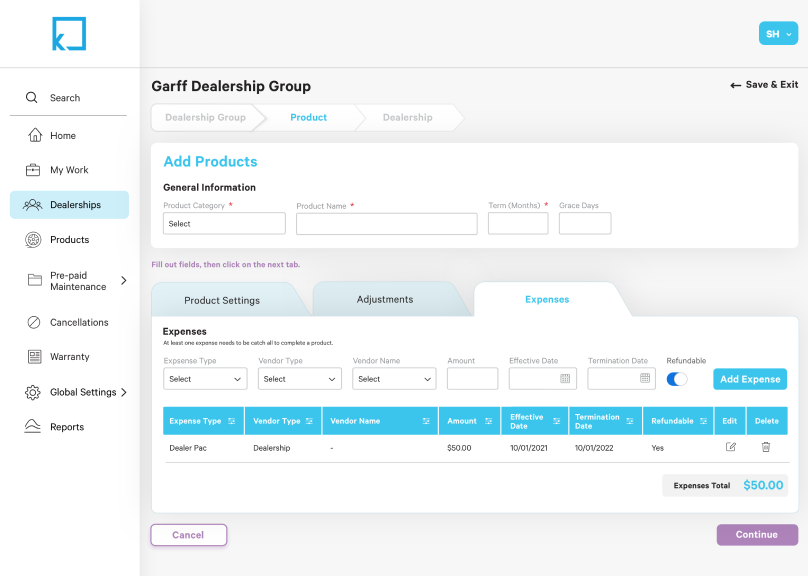 k
SH
Search
Home
My Work
Dealerships
Products
Pre-paid
Maintenance
Cancellations
Warranty
Global Settings
Reports
Garff Dealership Group
← Save & Exit
Dealership Group
Product
Dealership
Add Products
General Information
Product Category *
Product Name *
Term (Months) *
Grace Days
Select
Fill out fields, then click on the next tab.
Product Settings
Adjustments
Expenses
Expenses
At least one expense needs to be catch all to complete a product.
Expsense Type
Vendor Type
Vendor Name
Amount
Effective Date
Termination Date
Refundable
Select
Select
Select
Add Expense
Expense Type
Vendor Type
Vendor Name
Amount
Effective
Date
Termination
Date
Refundable
Edit
Delete
Dealer Pac
Dealership
-
$50.00
10/01/2021
10/01/2022
Yes
Expenses Total
$50.00
Cancel
Continue